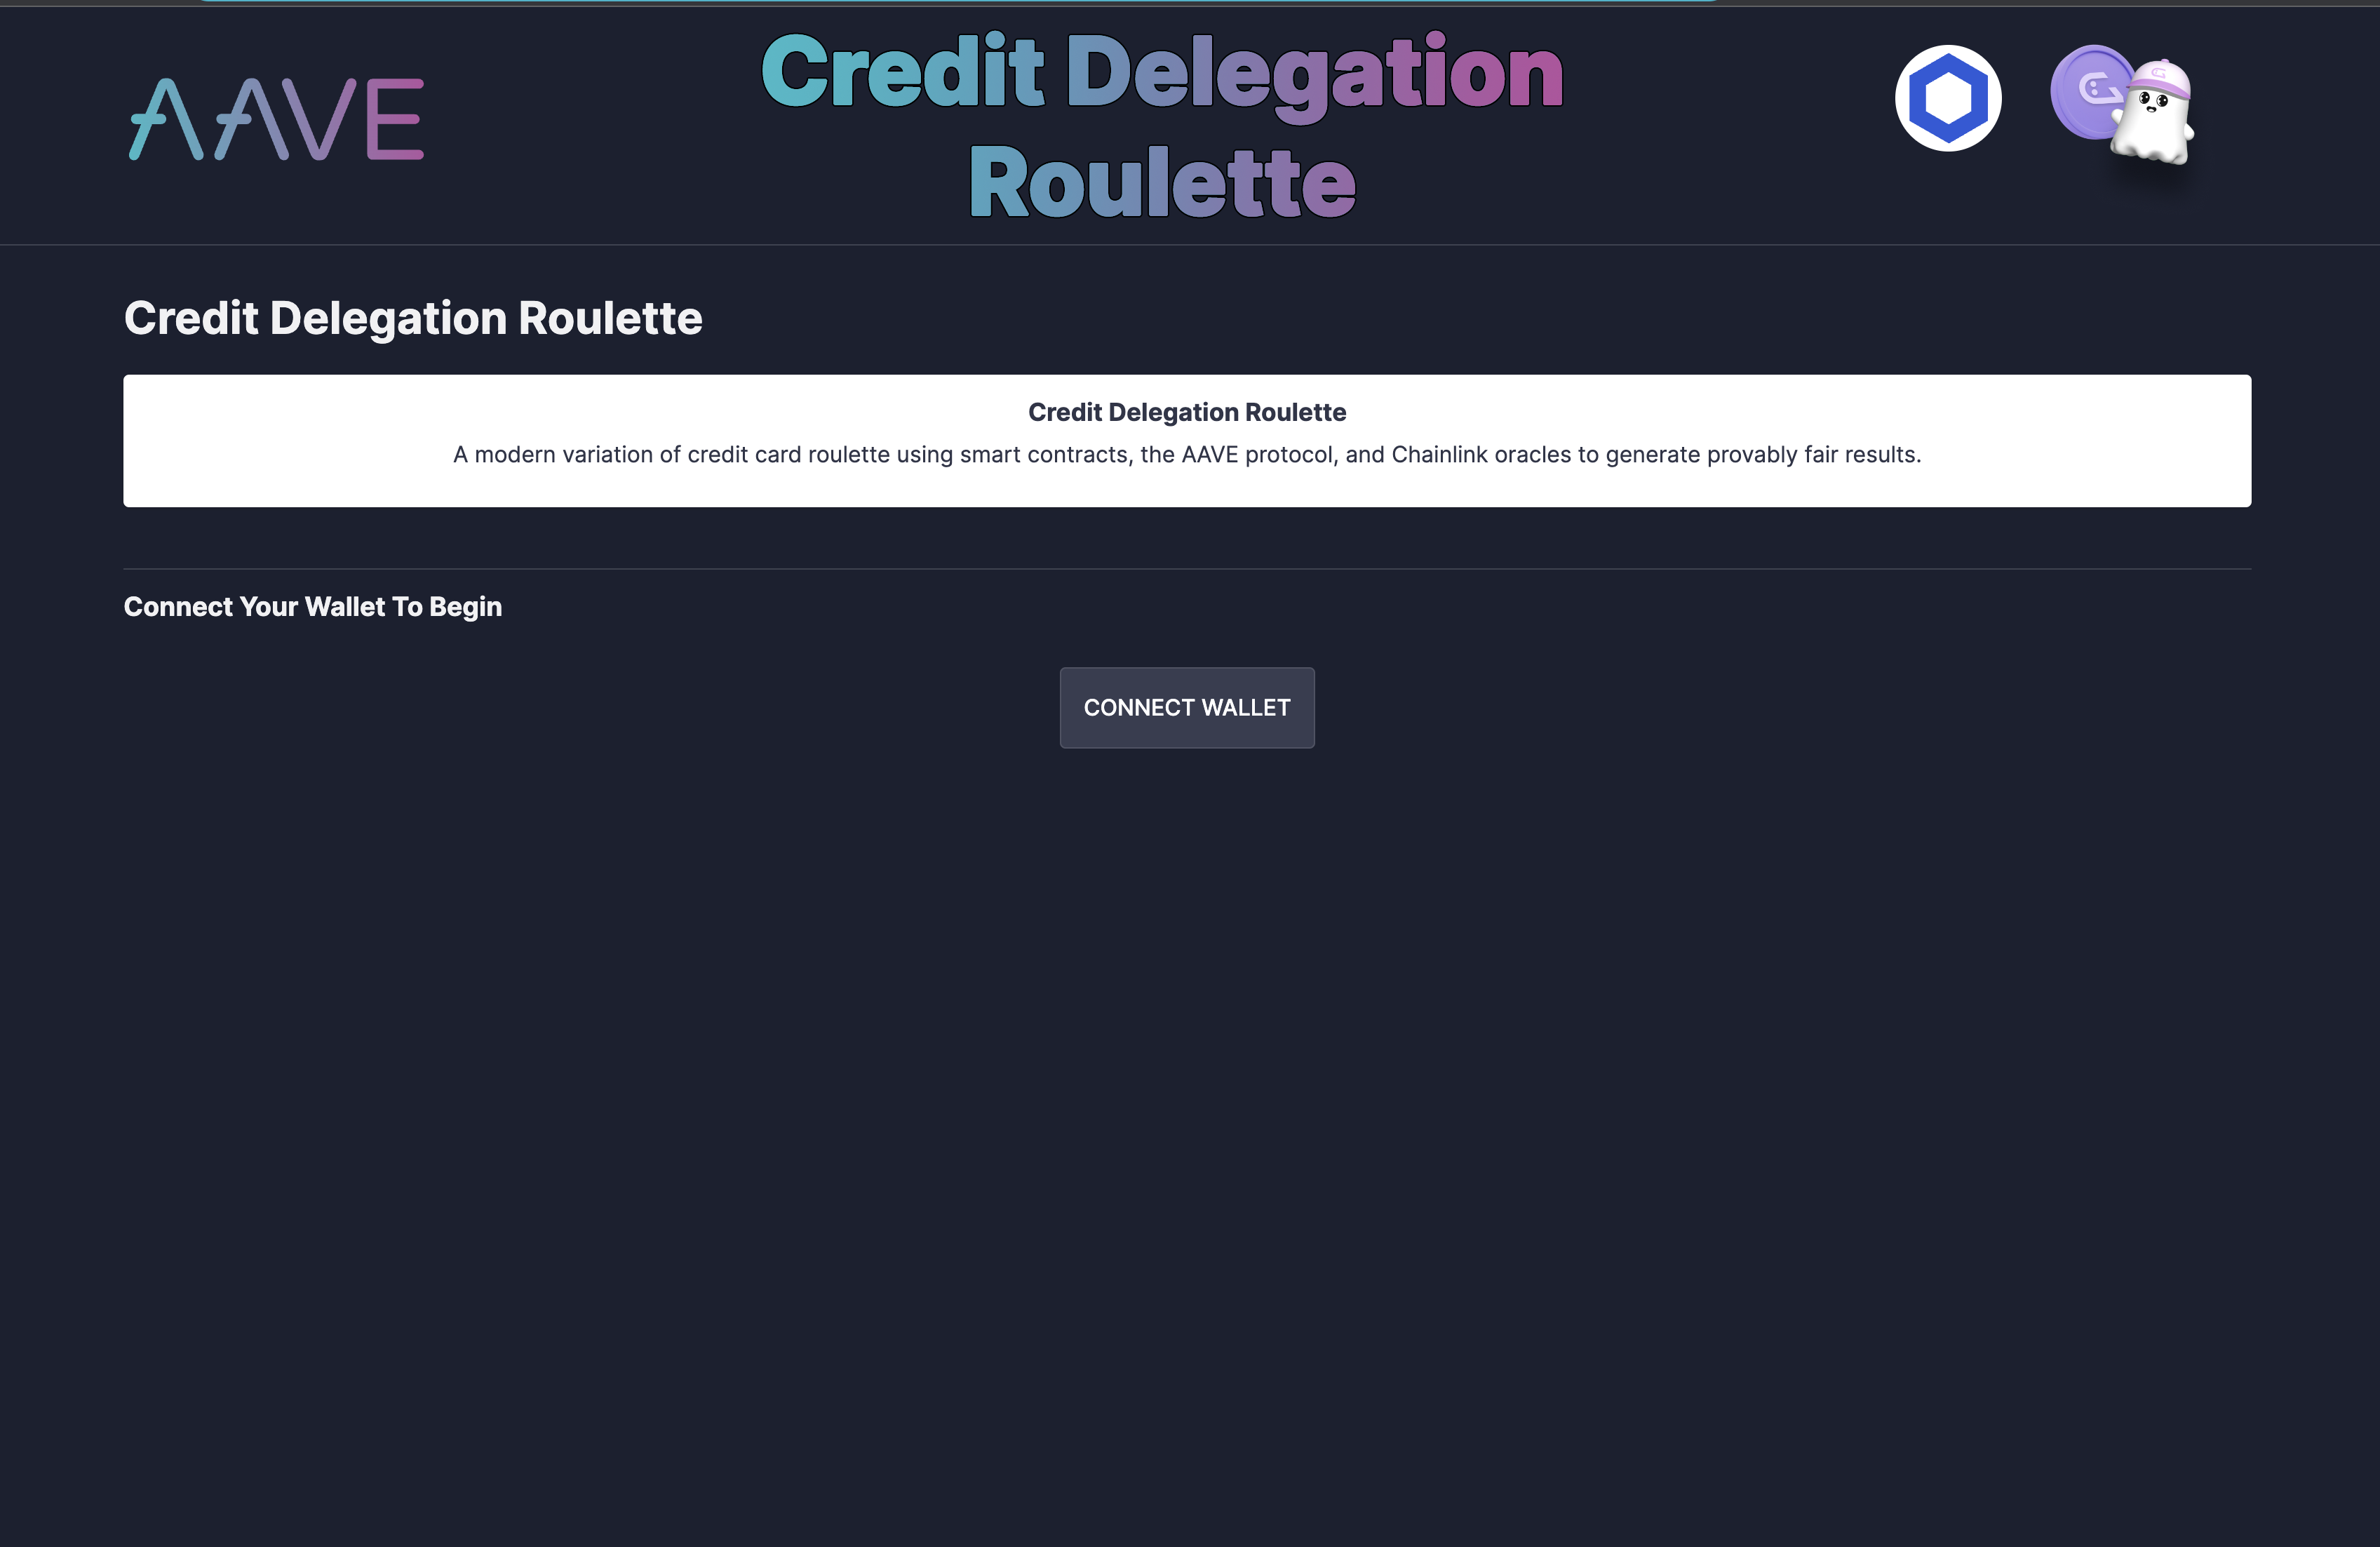 AAVE
Credit Delegation
Roulette
Credit Delegation Roulette
Credit Delegation Roulette
A modern variation of credit card roulette using smart contracts, the AAVE protocol, and Chainlink oracles to generate provably fair results.
Connect Your Wallet To Begin
CONNECT WALLET